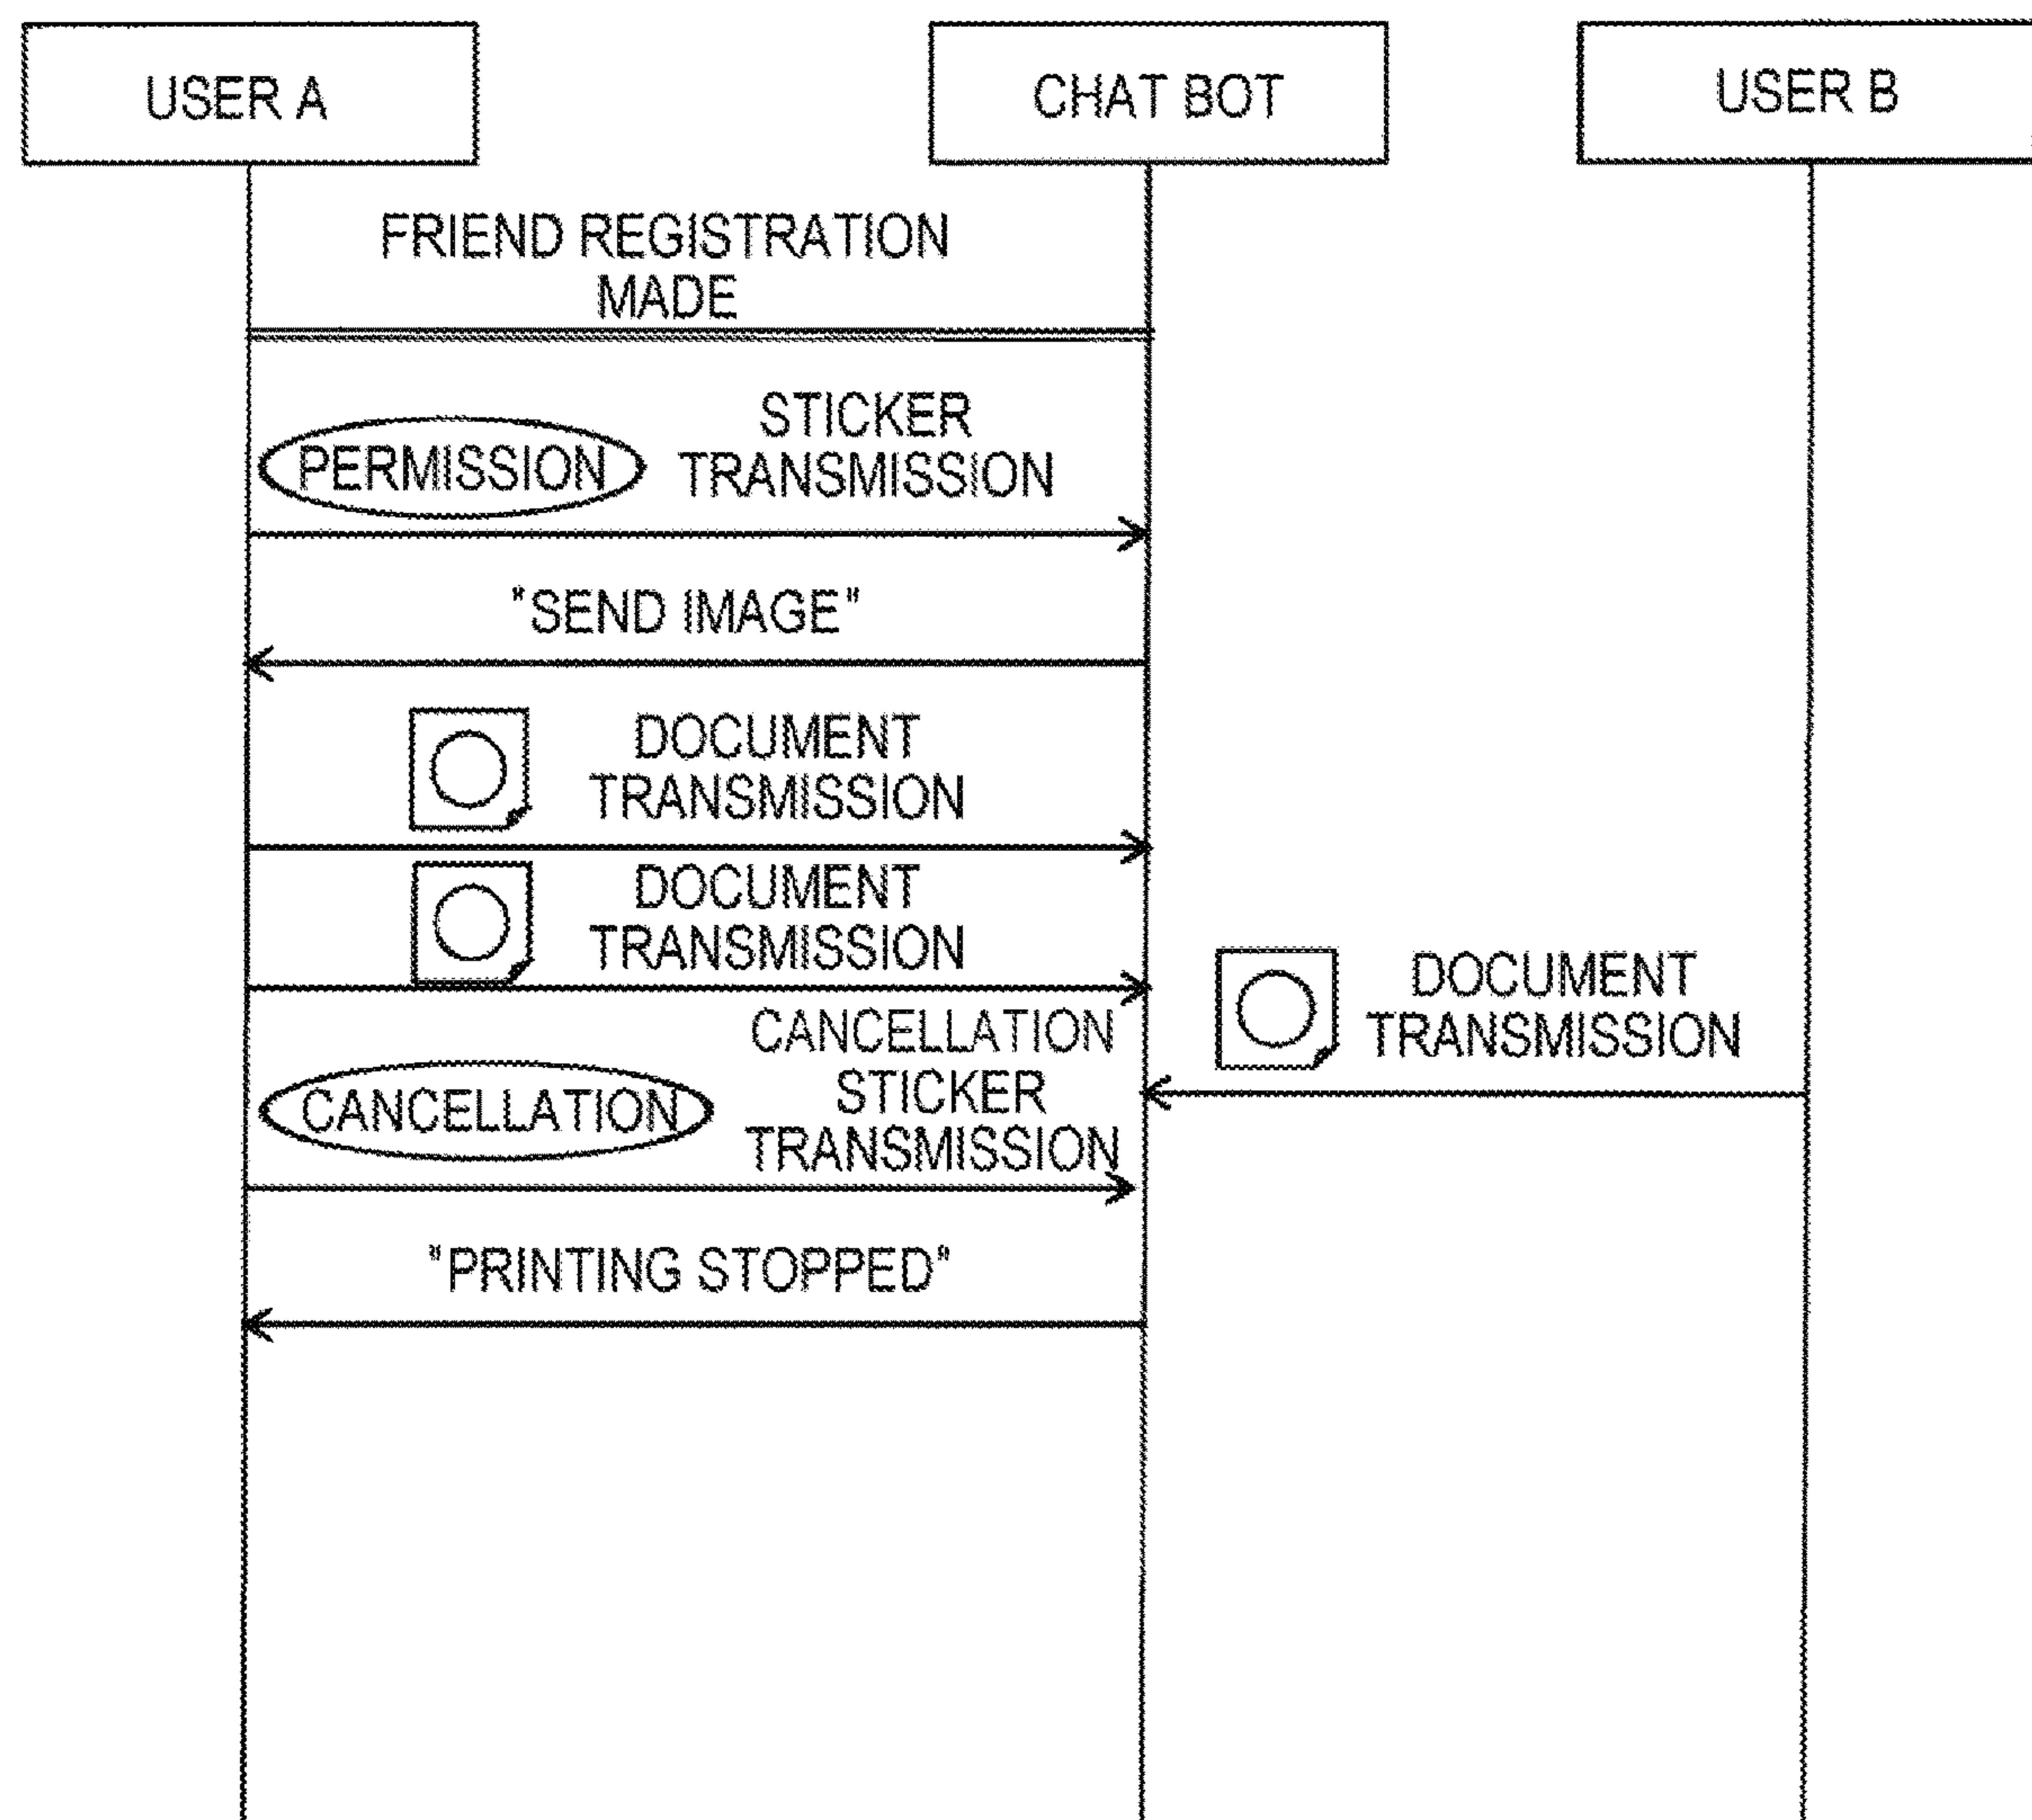 USER A
CHAT BOT
USER B
FRIEND REGISTRATION
MADE
PERMISSION
STICKER
TRANSMISSION
"SEND IMAGE"
DOCUMENT
TRANSMISSION
DOCUMENT
TRANSMISSION
DOCUMENT
TRANSMISSION
CANCELLATION
CANCELLATION
STICKER
TRANSMISSION
"PRINTING STOPPED"